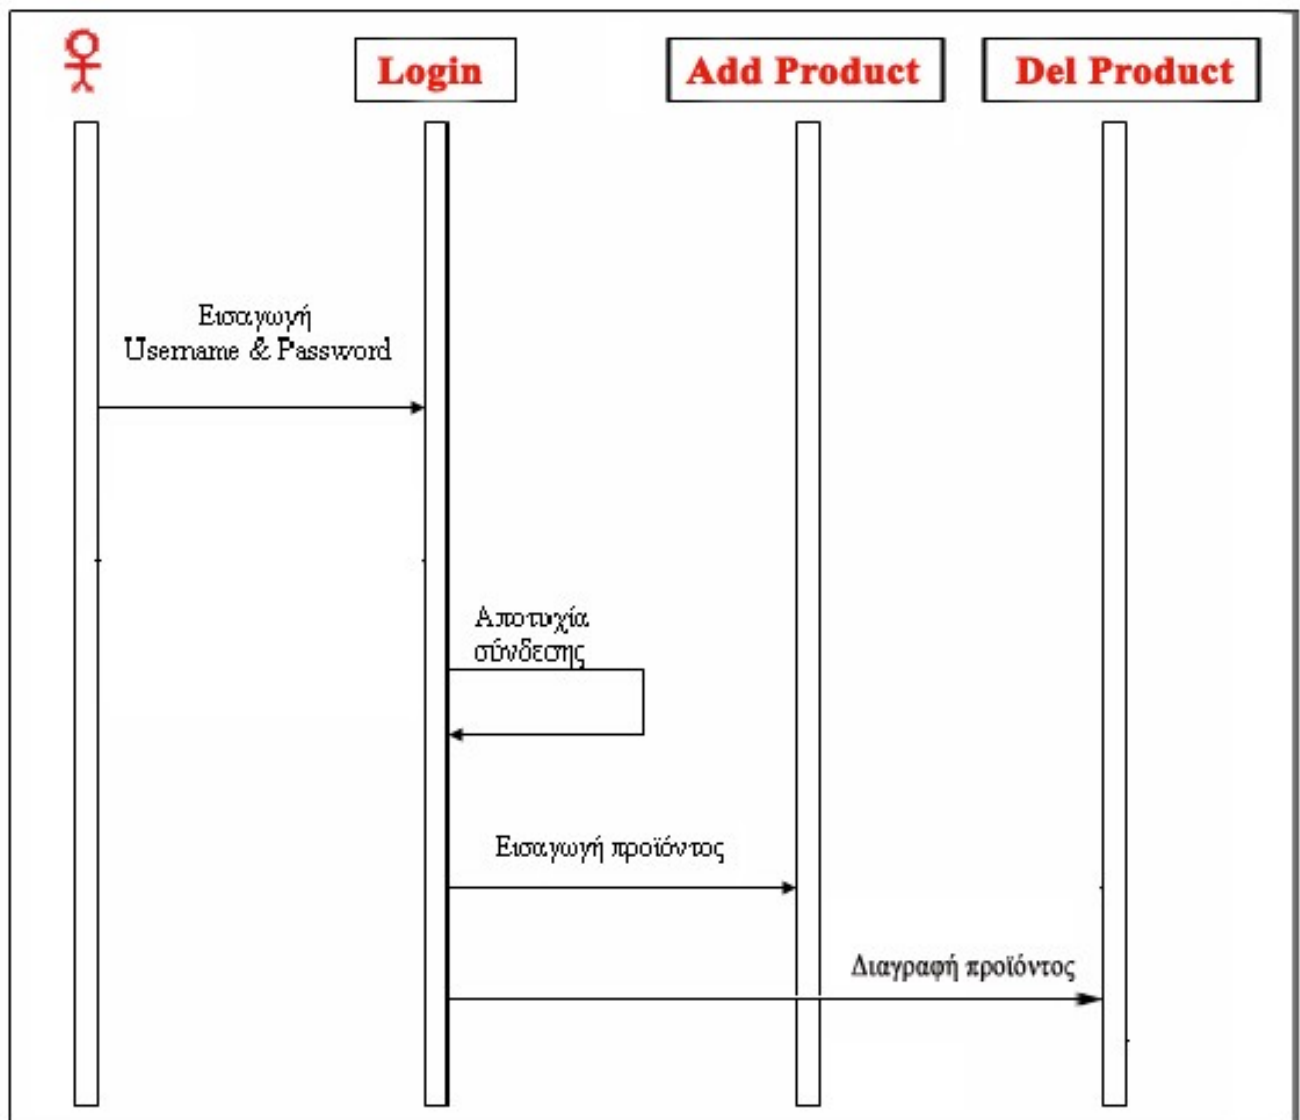 Login
Add Product
Del Product
Εισαγωγή
Username & Password
Αποτυχία
σύνδεσης
Εισαγωγή προϊόντος
Διαγραφή προϊόντος